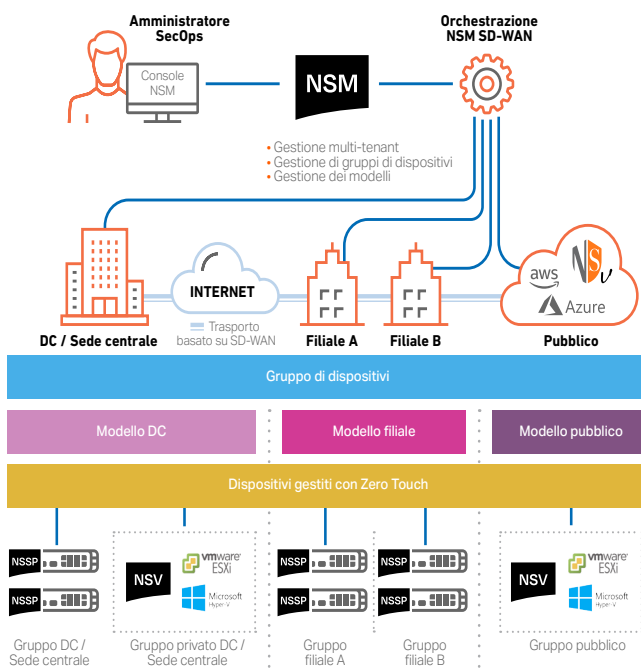 Amministratore
SecOps
Orchestrazione
NSM SD-WAN
Console
NSM
NSM
• Gestione multi-tenant
• Gestione di gruppi di dispositivi
• Gestione dei modelli
INTERNET
aws
NSv
Azure
Trasporto
basato su SD-WAN
DC / Sede centrale
Filiale A
Filiale B
Pubblico
Gruppo di dispositivi
Modello DC
Modello filiale
Modello pubblico
Dispositivi gestiti con Zero Touch
NSSP
NSSP
NSV
vmware®
ESXi
Microsoft
Hyper-V
NSSP
NSSP
NSSP
NSSP
NSV
vmware®
ESXi
Microsoft
Hyper-V
Gruppo DC /
Sede centrale
Gruppo privato DC /
Sede centrale
Gruppo
filiale A
Gruppo
filiale B
Gruppo pubblico